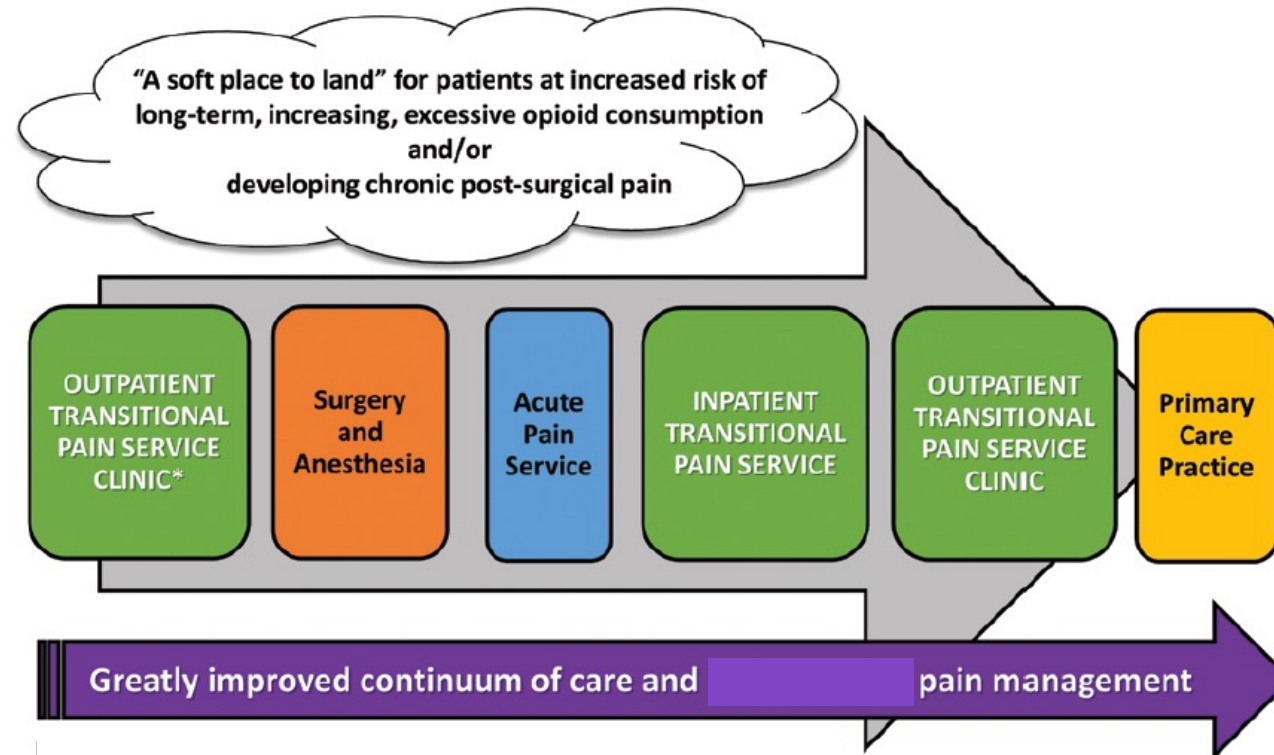 “A soft place to land” for patients at increased risk of
long-term, increasing, excessive opioid consumption
and/or
developing chronic post-surgical pain
OUTPATIENT
TRANSITIONAL
PAIN SERVICE
CLINIC*
Surgery
and
Anesthesia
Acute
Pain
Service
INPATIENT
TRANSITIONAL
PAIN SERVICE
OUTPATIENT
TRANSITIONAL
PAIN SERVICE
CLINIC
Primary
Care
Practice
Greatly improved continuum of care and pain management